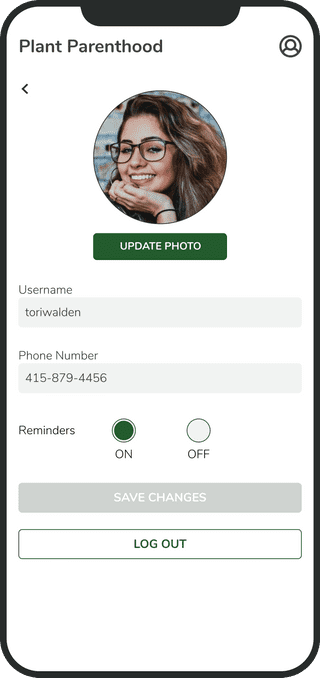 Plant Parenthood
UPDATE PHOTO
Username
toriwalden
Phone Number
415-879-4456
Reminders
ON
OFF
SAVE CHANGES
LOG OUT